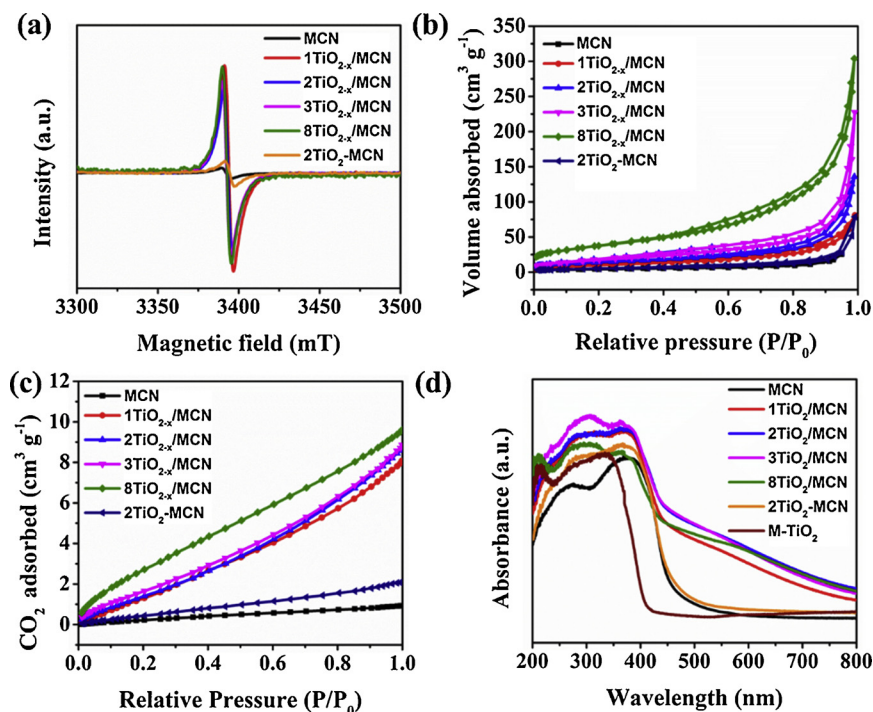 (a)
MCN
1TiO₂₋ₓ/MCN
2TiO₂₋ₓ/MCN
3TiO₂₋ₓ/MCN
8TiO₂₋ₓ/MCN
2TiO₂-MCN
Intensity (a.u.)
3300 3350 3400 3450 3500
Magnetic field (mT)
(b)
MCN
1TiO₂₋ₓ/MCN
2TiO₂₋ₓ/MCN
3TiO₂₋ₓ/MCN
8TiO₂₋ₓ/MCN
2TiO₂-MCN
Volume absorbed (cm³ g⁻¹)
350
300
250
200
150
100
50
0
0.0 0.2 0.4 0.6 0.8 1.0
Relative pressure (P/P₀)
(c)
MCN
1TiO₂₋ₓ/MCN
2TiO₂₋ₓ/MCN
3TiO₂₋ₓ/MCN
8TiO₂₋ₓ/MCN
2TiO₂-MCN
CO₂ adsorbed (cm³ g⁻¹)
12
10
8
6
4
2
0
0.0 0.2 0.4 0.6 0.8 1.0
Relative Pressure (P/P₀)
(d)
MCN
1TiO₂/MCN
2TiO₂/MCN
3TiO₂/MCN
8TiO₂/MCN
2TiO₂-MCN
M-TiO₂
Absorbance (a.u.)
200 300 400 500 600 700 800
Wavelength (nm)